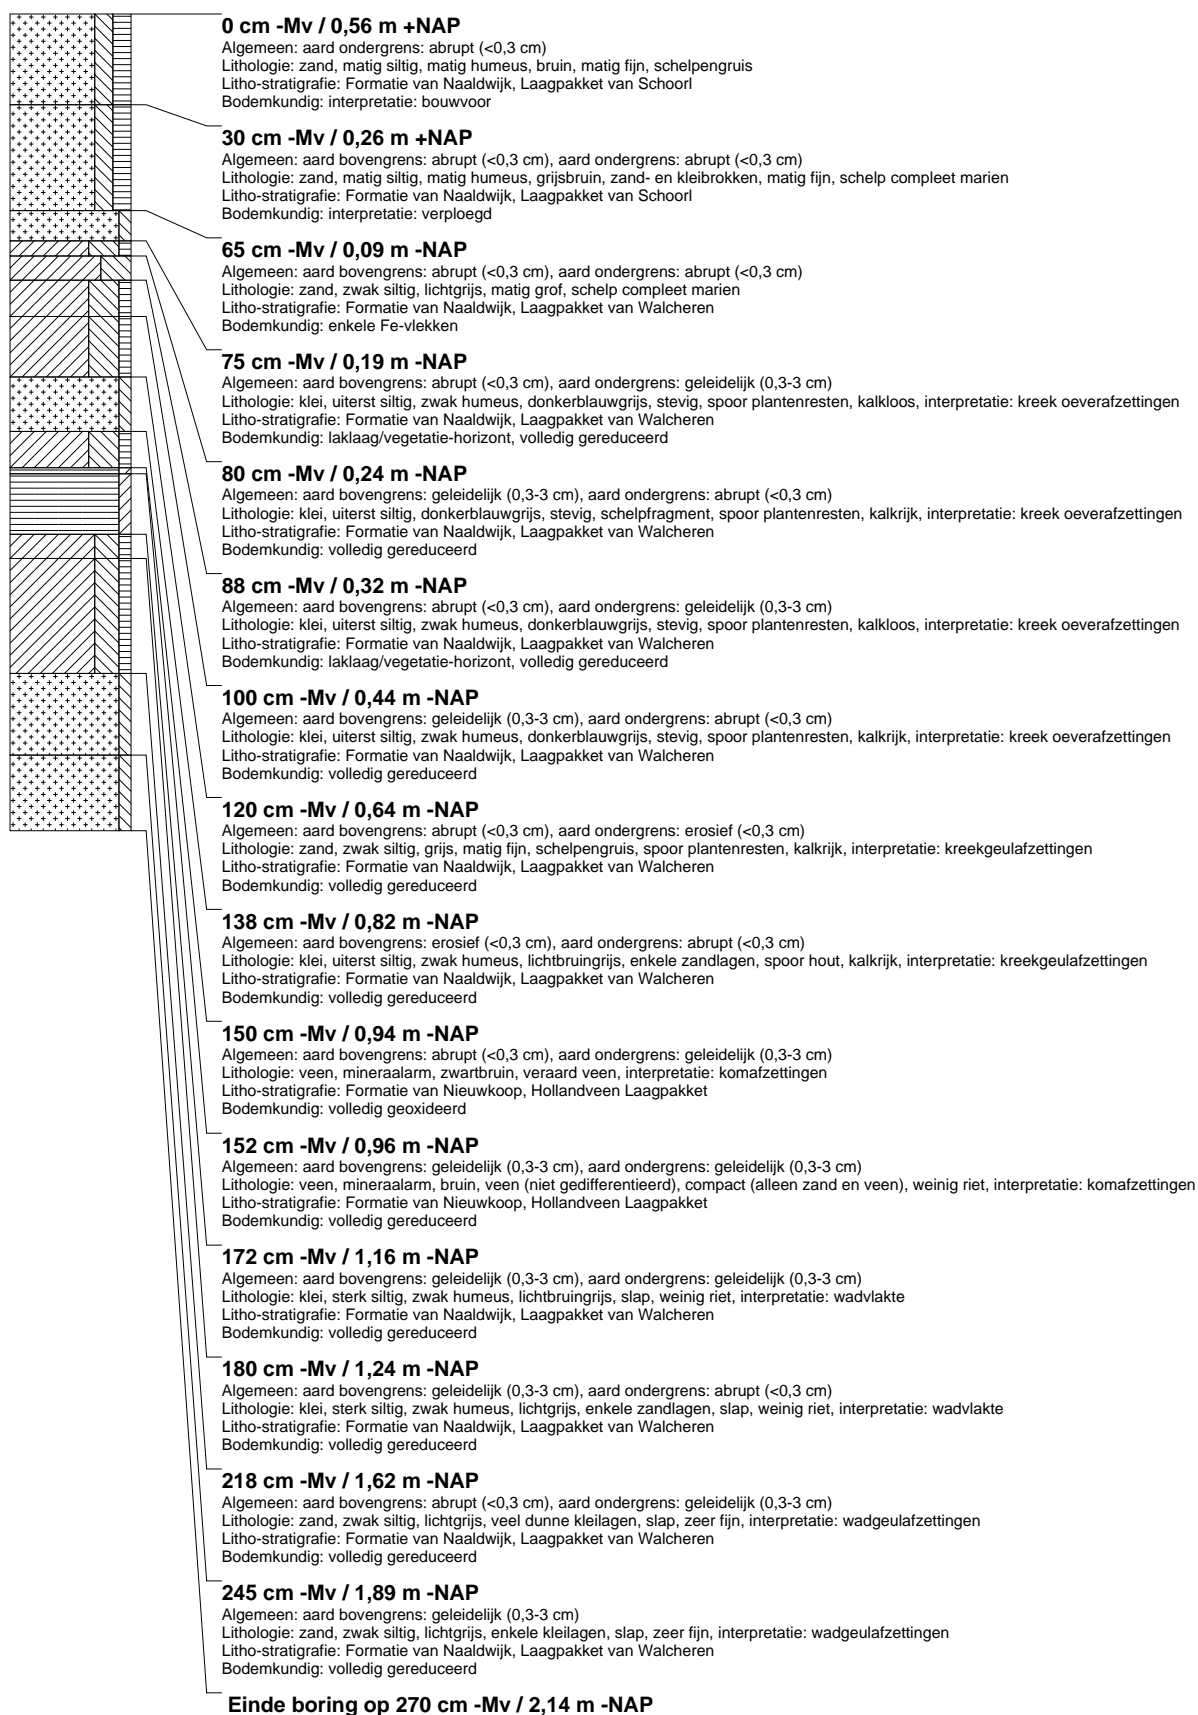 0 cm -Mv / 0,56 m +NAP
Algemeen: aard ondergrens: abrupt (<0,3 cm)
Lithologie: zand, matig siltig, matig humeus, bruin, matig fijn, schelpengruis
Litho-stratigrafie: Formatie van Naaldwijk, Laagpakket van Schoorl
Bodemkundig: interpretatie: bouwvoor
30 cm -Mv / 0,26 m +NAP
Algemeen: aard bovengrens: abrupt (<0,3 cm), aard ondergrens: abrupt (<0,3 cm)
Lithologie: zand, matig siltig, matig humeus, grijsbruin, zand- en kleibrokken, matig fijn, schelp compleet marien
Litho-stratigrafie: Formatie van Naaldwijk, Laagpakket van Schoorl
Bodemkundig: interpretatie: verploegd
65 cm -Mv / 0,09 m -NAP
Algemeen: aard bovengrens: abrupt (<0,3 cm), aard ondergrens: abrupt (<0,3 cm)
Lithologie: zand, zwak siltig, lichtgrijs, matig grof, schelp compleet marien
Litho-stratigrafie: Formatie van Naaldwijk, Laagpakket van Walcheren
Bodemkundig: enkele Fe-vlekken
75 cm -Mv / 0,19 m -NAP
Algemeen: aard bovengrens: abrupt (<0,3 cm), aard ondergrens: geleidelijk (0,3-3 cm)
Lithologie: klei, uiterst siltig, zwak humeus, donkerblauwgrijs, stevig, spoor plantenresten, kalkloos, interpretatie: kreek oeverafzettingen
Litho-stratigrafie: Formatie van Naaldwijk, Laagpakket van Walcheren
Bodemkundig: laklaag/vegetatie-horizont, volledig gereduceerd
80 cm -Mv / 0,24 m -NAP
Algemeen: aard bovengrens: geleidelijk (0,3-3 cm), aard ondergrens: abrupt (<0,3 cm)
Lithologie: klei, uiterst siltig, donkerblauwgrijs, stevig, schelpfragment, spoor plantenresten, kalkrijk, interpretatie: kreek oeverafzettingen
Litho-stratigrafie: Formatie van Naaldwijk, Laagpakket van Walcheren
Bodemkundig: volledig gereduceerd
88 cm -Mv / 0,32 m -NAP
Algemeen: aard bovengrens: abrupt (<0,3 cm), aard ondergrens: geleidelijk (0,3-3 cm)
Lithologie: klei, uiterst siltig, zwak humeus, donkerblauwgrijs, stevig, spoor plantenresten, kalkloos, interpretatie: kreek oeverafzettingen
Litho-stratigrafie: Formatie van Naaldwijk, Laagpakket van Walcheren
Bodemkundig: laklaag/vegetatie-horizont, volledig gereduceerd
100 cm -Mv / 0,44 m -NAP
Algemeen: aard bovengrens: geleidelijk (0,3-3 cm), aard ondergrens: abrupt (<0,3 cm)
Lithologie: klei, uiterst siltig, zwak humeus, donkerblauwgrijs, stevig, spoor plantenresten, kalkrijk, interpretatie: kreek oeverafzettingen
Litho-stratigrafie: Formatie van Naaldwijk, Laagpakket van Walcheren
Bodemkundig: volledig gereduceerd
120 cm -Mv / 0,64 m -NAP
Algemeen: aard bovengrens: abrupt (<0,3 cm), aard ondergrens: erosief (<0,3 cm)
Lithologie: zand, zwak siltig, grijs, matig fijn, schelpengruis, spoor plantenresten, kalkrijk, interpretatie: kreekgeulafzettingen
Litho-stratigrafie: Formatie van Naaldwijk, Laagpakket van Walcheren
Bodemkundig: volledig gereduceerd
138 cm -Mv / 0,82 m -NAP
Algemeen: aard bovengrens: erosief (<0,3 cm), aard ondergrens: abrupt (<0,3 cm)
Lithologie: klei, uiterst siltig, zwak humeus, lichtbruingrijs, enkele zandlagen, spoor hout, kalkrijk, interpretatie: kreekgeulafzettingen
Litho-stratigrafie: Formatie van Naaldwijk, Laagpakket van Walcheren
Bodemkundig: volledig gereduceerd
150 cm -Mv / 0,94 m -NAP
Algemeen: aard bovengrens: abrupt (<0,3 cm), aard ondergrens: geleidelijk (0,3-3 cm)
Lithologie: veen, mineraalarm, zwartbruin, veraard veen, interpretatie: komafzettingen
Litho-stratigrafie: Formatie van Nieuwkoop, Hollandveen Laagpakket
Bodemkundig: volledig geoxideerd
152 cm -Mv / 0,96 m -NAP
Algemeen: aard bovengrens: geleidelijk (0,3-3 cm), aard ondergrens: geleidelijk (0,3-3 cm)
Lithologie: veen, mineraalarm, bruin, veen (niet gedifferentieerd), compact (alleen zand en veen), weinig riet, interpretatie: komafzettingen
Litho-stratigrafie: Formatie van Nieuwkoop, Hollandveen Laagpakket
Bodemkundig: volledig gereduceerd
172 cm -Mv / 1,16 m -NAP
Algemeen: aard bovengrens: geleidelijk (0,3-3 cm), aard ondergrens: geleidelijk (0,3-3 cm)
Lithologie: klei, sterk siltig, zwak humeus, lichtbruingrijs, slap, weinig riet, interpretatie: wadvlakte
Litho-stratigrafie: Formatie van Naaldwijk, Laagpakket van Walcheren
Bodemkundig: volledig gereduceerd
180 cm -Mv / 1,24 m -NAP
Algemeen: aard bovengrens: geleidelijk (0,3-3 cm), aard ondergrens: abrupt (<0,3 cm)
Lithologie: klei, sterk siltig, zwak humeus, lichtgrijs, enkele zandlagen, slap, weinig riet, interpretatie: wadvlakte
Litho-stratigrafie: Formatie van Naaldwijk, Laagpakket van Walcheren
Bodemkundig: volledig gereduceerd
218 cm -Mv / 1,62 m -NAP
Algemeen: aard bovengrens: abrupt (<0,3 cm), aard ondergrens: geleidelijk (0,3-3 cm)
Lithologie: zand, zwak siltig, lichtgrijs, veel dunne kleilagen, slap, zeer fijn, interpretatie: wadgeulafzettingen
Litho-stratigrafie: Formatie van Naaldwijk, Laagpakket van Walcheren
Bodemkundig: volledig gereduceerd
245 cm -Mv / 1,89 m -NAP
Algemeen: aard bovengrens: geleidelijk (0,3-3 cm)
Lithologie: zand, zwak siltig, lichtgrijs, enkele kleilagen, slap, zeer fijn, interpretatie: wadgeulafzettingen
Litho-stratigrafie: Formatie van Naaldwijk, Laagpakket van Walcheren
Bodemkundig: volledig gereduceerd
Einde boring op 270 cm -Mv / 2,14 m -NAP